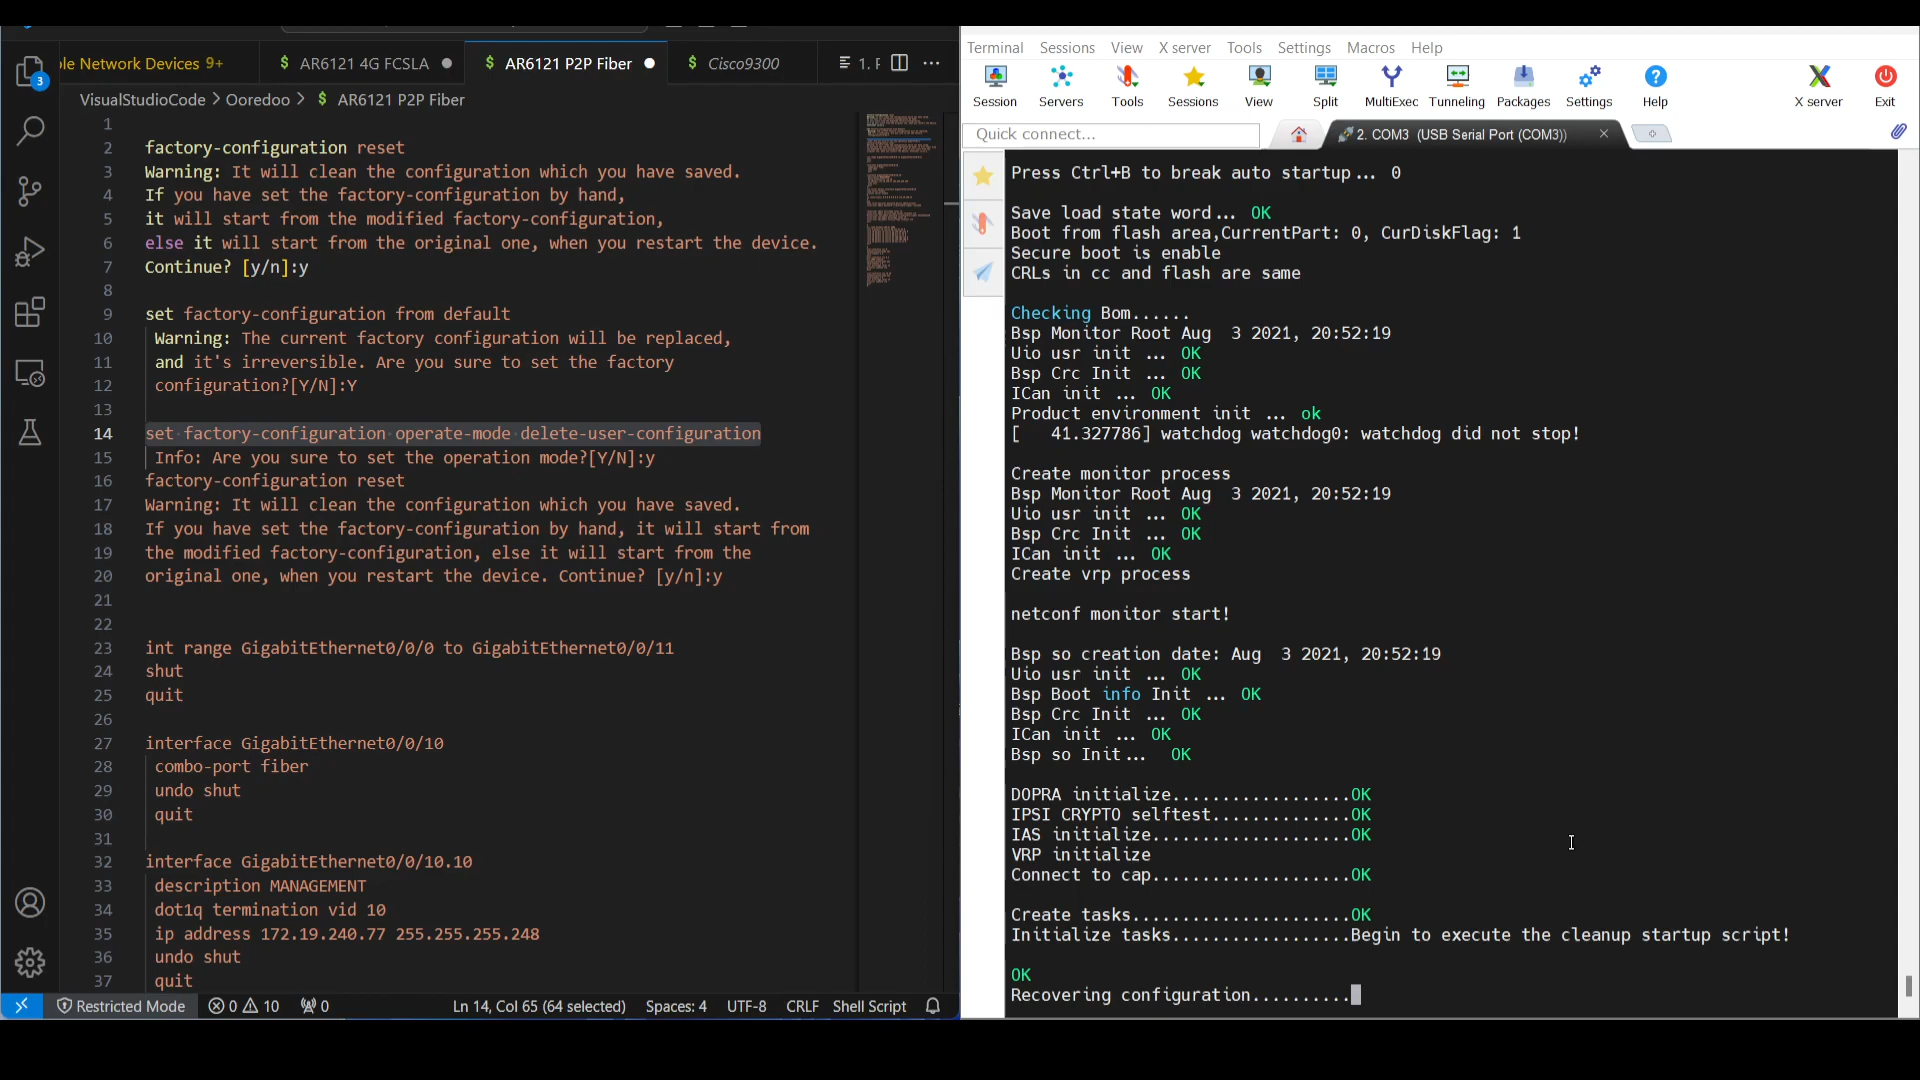 ole Network Devices 9+
$ AR6121 4G FCSLA
$ AR6121 P2P Fiber
$ Cisco9300
1. F
VisualStudioCode > Ooredoo > $ AR6121 P2P Fiber
3
1
2 factory-configuration reset
3 Warning: It will clean the configuration which you have saved.
4 If you have set the factory-configuration by hand,
5 it will start from the modified factory-configuration,
6 else it will start from the original one, when you restart the device.
7 Continue? [y/n]:y
8
9 set factory-configuration from default
10 Warning: The current factory configuration will be replaced,
11 and it's irreversible. Are you sure to set the factory
12 configuration?[Y/N]:Y
13
14 set factory-configuration operate-mode delete-user-configuration
15 Info: Are you sure to set the operation mode?[Y/N]:y
16 factory-configuration reset
17 Warning: It will clean the configuration which you have saved.
18 If you have set the factory-configuration by hand, it will start from
19 the modified factory-configuration, else it will start from the
20 original one, when you restart the device. Continue? [y/n]:y
21
22
23 int range GigabitEthernet0/0/0 to GigabitEthernet0/0/11
24 shut
25 quit
26
27 interface GigabitEthernet0/0/10
28 combo-port fiber
29 undo shut
30 quit
31
32 interface GigabitEthernet0/0/10.10
33 description MANAGEMENT
34 dot1q termination vid 10
35 ip address 172.19.240.77 255.255.255.248
36 undo shut
37 quit
Restricted Mode 0 10 0 Ln 14, Col 65 (64 selected) Spaces: 4 UTF-8 CRLF Shell Script
Terminal Sessions View X server Tools Settings Macros Help
Session Servers Tools Sessions View Split MultiExec Tunneling Packages Settings Help X server Exit
Quick connect...
2. COM3 (USB Serial Port (COM3))
Press Ctrl+B to break auto startup... 0
Save load state word... OK
Boot from flash area,CurrentPart: 0, CurDiskFlag: 1
Secure boot is enable
CRLs in cc and flash are same
Checking Bom......
Bsp Monitor Root Aug  3 2021, 20:52:19
Uio usr init ... OK
Bsp Crc Init ... OK
ICan init ... OK
Product environment init ... ok
[   41.327786] watchdog watchdog0: watchdog did not stop!
Create monitor process
Bsp Monitor Root Aug  3 2021, 20:52:19
Uio usr init ... OK
Bsp Crc Init ... OK
ICan init ... OK
Create vrp process
netconf monitor start!
Bsp so creation date: Aug  3 2021, 20:52:19
Uio usr init ... OK
Bsp Boot info Init ... OK
Bsp Crc Init ... OK
ICan init ... OK
Bsp so Init...  OK
DOPRA initialize..................OK
IPSI CRYPTO selftest..............OK
IAS initialize....................OK
VRP initialize
Connect to cap....................OK
Create tasks......................OK
Initialize tasks..................Begin to execute the cleanup startup script!
OK
Recovering configuration..........